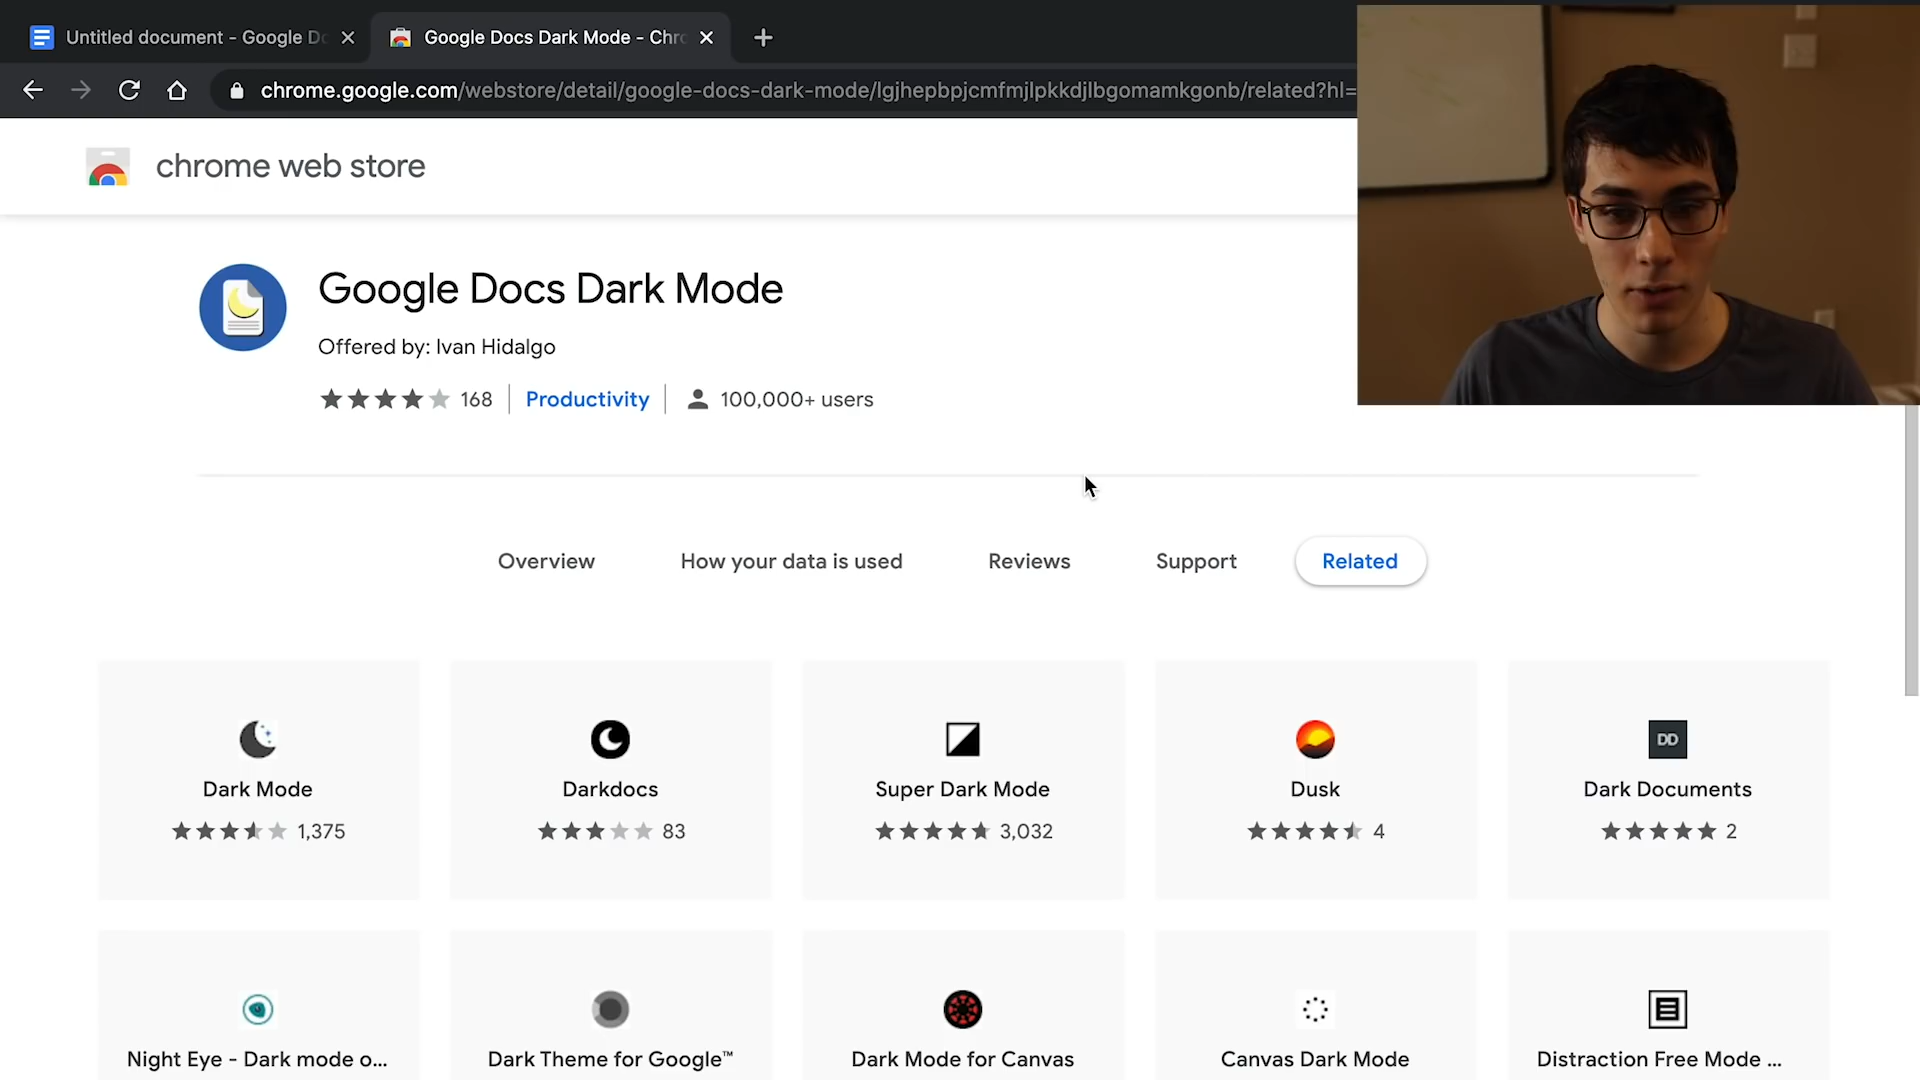 Untitled document - Google Do
Google Docs Dark Mode - Chr
chrome.google.com/webstore/detail/google-docs-dark-mode/lgjhepbpjcmfmjlpkkdjlbgomamkgonb/related?hl=
chrome web store
Google Docs Dark Mode
Offered by: Ivan Hidalgo
168 Productivity 100,000+ users
Overview How your data is used Reviews Support Related
Dark Mode Darkdocs Super Dark Mode Dusk DD Dark Documents
1,375 83 3,032 4 2
Night Eye - Dark mode o... Dark Theme for Google™ Dark Mode for Canvas Canvas Dark Mode Distraction Free Mode ...